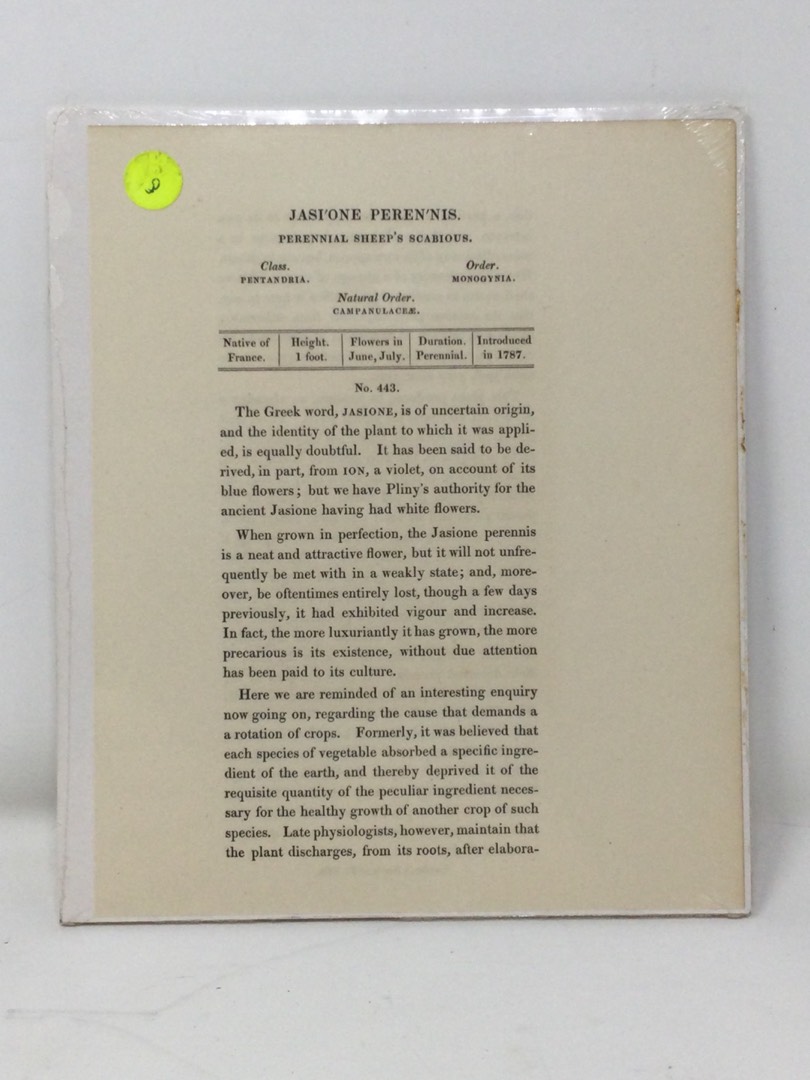 JASI'ONE PEREN'NIS.
PERENNIAL SHEEP'S SCABIOUS.
Class. Order.
PENTANDRIA. MONOGYNIA.
Natural Order.
CAMPANULACEÆ.
Native of Height. Flowers in Duration. Introduced
France. 1 foot. June, July. Perennial. in 1787.
No. 443.
The Greek word, JASIONE, is of uncertain origin,
and the identity of the plant to which it was appli-
ed, is equally doubtful. It has been said to be de-
rived, in part, from ION, a violet, on account of its
blue flowers; but we have Pliny's authority for the
ancient Jasione having had white flowers.
When grown in perfection, the Jasione perennis
is a neat and attractive flower, but it will not unfre-
quently be met with in a weakly state; and, more-
over, be oftentimes entirely lost, though a few days
previously, it had exhibited vigour and increase.
In fact, the more luxuriantly it has grown, the more
precarious is its existence, without due attention
has been paid to its culture.
Here we are reminded of an interesting enquiry
now going on, regarding the cause that demands a
a rotation of crops. Formerly, it was believed that
each species of vegetable absorbed a specific ingre-
dient of the earth, and thereby deprived it of the
requisite quantity of the peculiar ingredient neces-
sary for the healthy growth of another crop of such
species. Late physiologists, however, maintain that
the plant discharges, from its roots, after elabora-